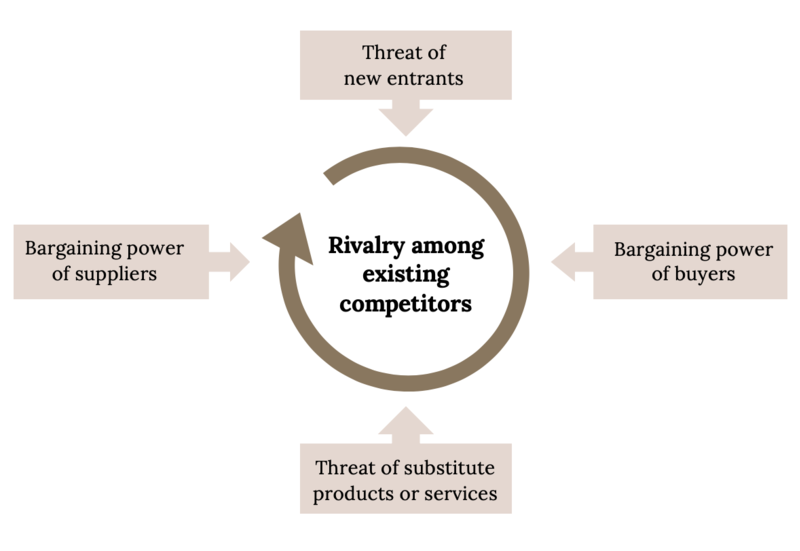 Threat of
new entrants
Bargaining power
of suppliers
Rivalry among
existing
competitors
Bargaining power
of buyers
Threat of substitute
products or services